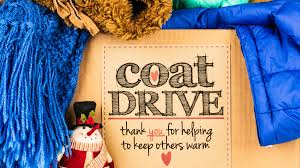 coat
DRIVE
thank you for helping
to keep others warm